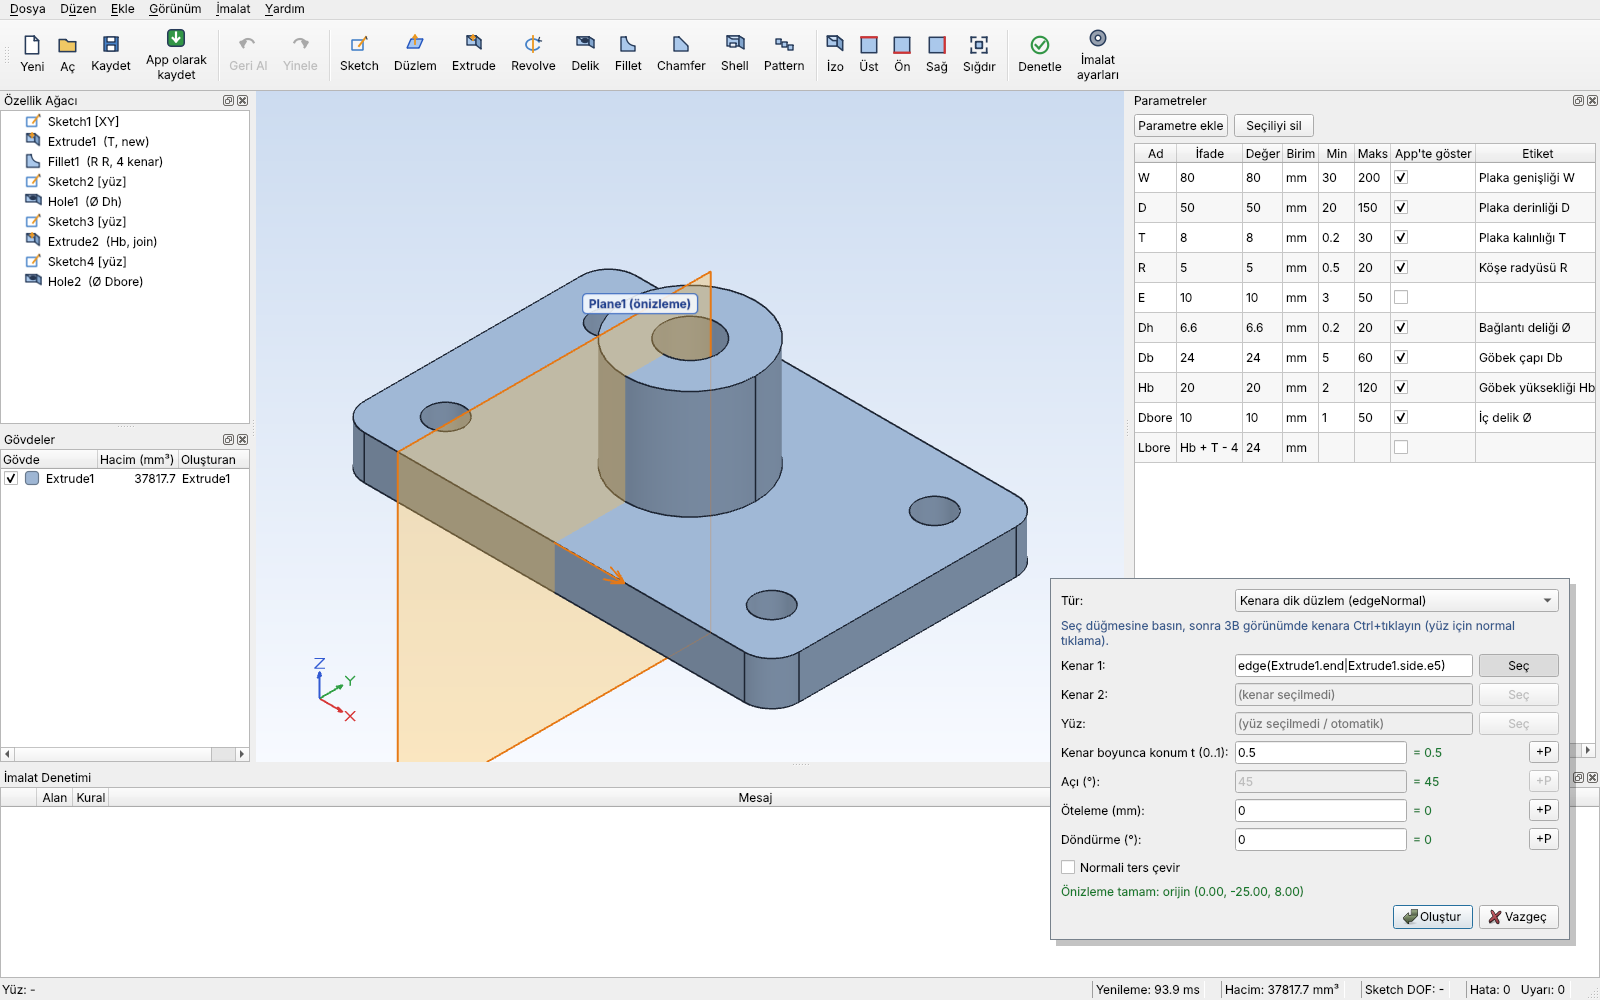 Dosya Düzen Ekle Görünüm İmalat Yardım
Yeni Aç Kaydet App olarak kaydet Geri Al Yinele Sketch Düzlem Extrude Revolve Delik Fillet Chamfer Shell Pattern İzo Üst Ön Sağ Sığdır Denetle İmalat ayarları
Özellik Ağacı
Sketch1 [XY]
Extrude1 (T, new)
Fillet1 (R R, 4 kenar)
Sketch2 [yüz]
Hole1 (Ø Dh)
Sketch3 [yüz]
Extrude2 (Hb, join)
Sketch4 [yüz]
Hole2 (Ø Dbore)
Gövdeler
Gövde Hacim (mm³) Oluşturan
Extrude1 37817.7 Extrude1
Plane1 (önizleme)
Z
Y
X
Parametreler
Parametre ekle Seçiliyi sil
Ad İfade Değer Birim Min Maks App'te göster Etiket
W 80 80 mm 30 200 Plaka genişliği W
D 50 50 mm 20 150 Plaka derinliği D
T 8 8 mm 0.2 30 Plaka kalınlığı T
R 5 5 mm 0.5 20 Köşe radyüsü R
E 10 10 mm 3 50
Dh 6.6 6.6 mm 0.2 20 Bağlantı deliği Ø
Db 24 24 mm 5 60 Göbek çapı Db
Hb 20 20 mm 2 120 Göbek yüksekliği Hb
Dbore 10 10 mm 1 50 İç delik Ø
Lbore Hb + T - 4 24 mm
Tür: Kenara dik düzlem (edgeNormal)
Seç düğmesine basın, sonra 3B görünümde kenara Ctrl+tıklayın (yüz için normal
tıklama).
Kenar 1: edge(Extrude1.end|Extrude1.side.e5) Seç
Kenar 2: (kenar seçilmedi) Seç
Yüz: (yüz seçilmedi / otomatik) Seç
Kenar boyunca konum t (0..1): 0.5 = 0.5 +P
Açı (°): 45 = 45 +P
Öteleme (mm): 0 = 0 +P
Döndürme (°): 0 = 0 +P
Normali ters çevir
Önizleme tamam: orijin (0.00, -25.00, 8.00)
Oluştur Vazgeç
İmalat Denetimi
Alan Kural Mesaj
Yüz: - Yenileme: 93.9 ms Hacim: 37817.7 mm³ Sketch DOF: - Hata: 0 Uyarı: 0